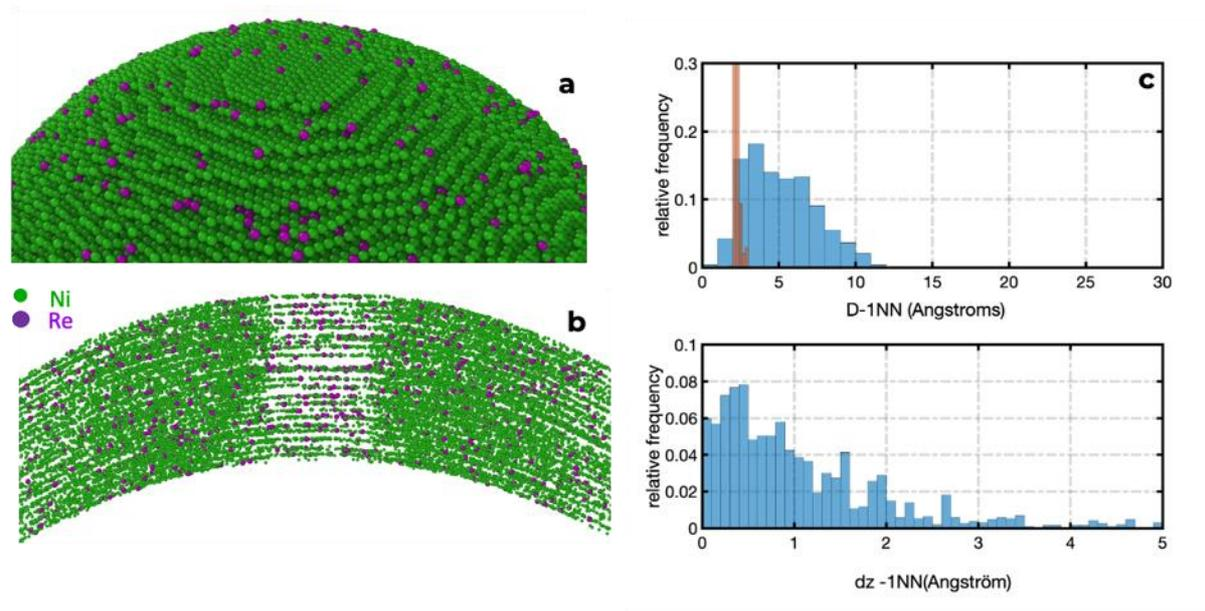 a
Ni
Re
b
c
0.3
0.2
0.1
0
relative frequency
0 5 10 15 20 25 30
D-1NN (Angstroms)
0.1
0.08
0.06
0.04
0.02
0
relative frequency
0 1 2 3 4 5
dz -1NN(Angström)